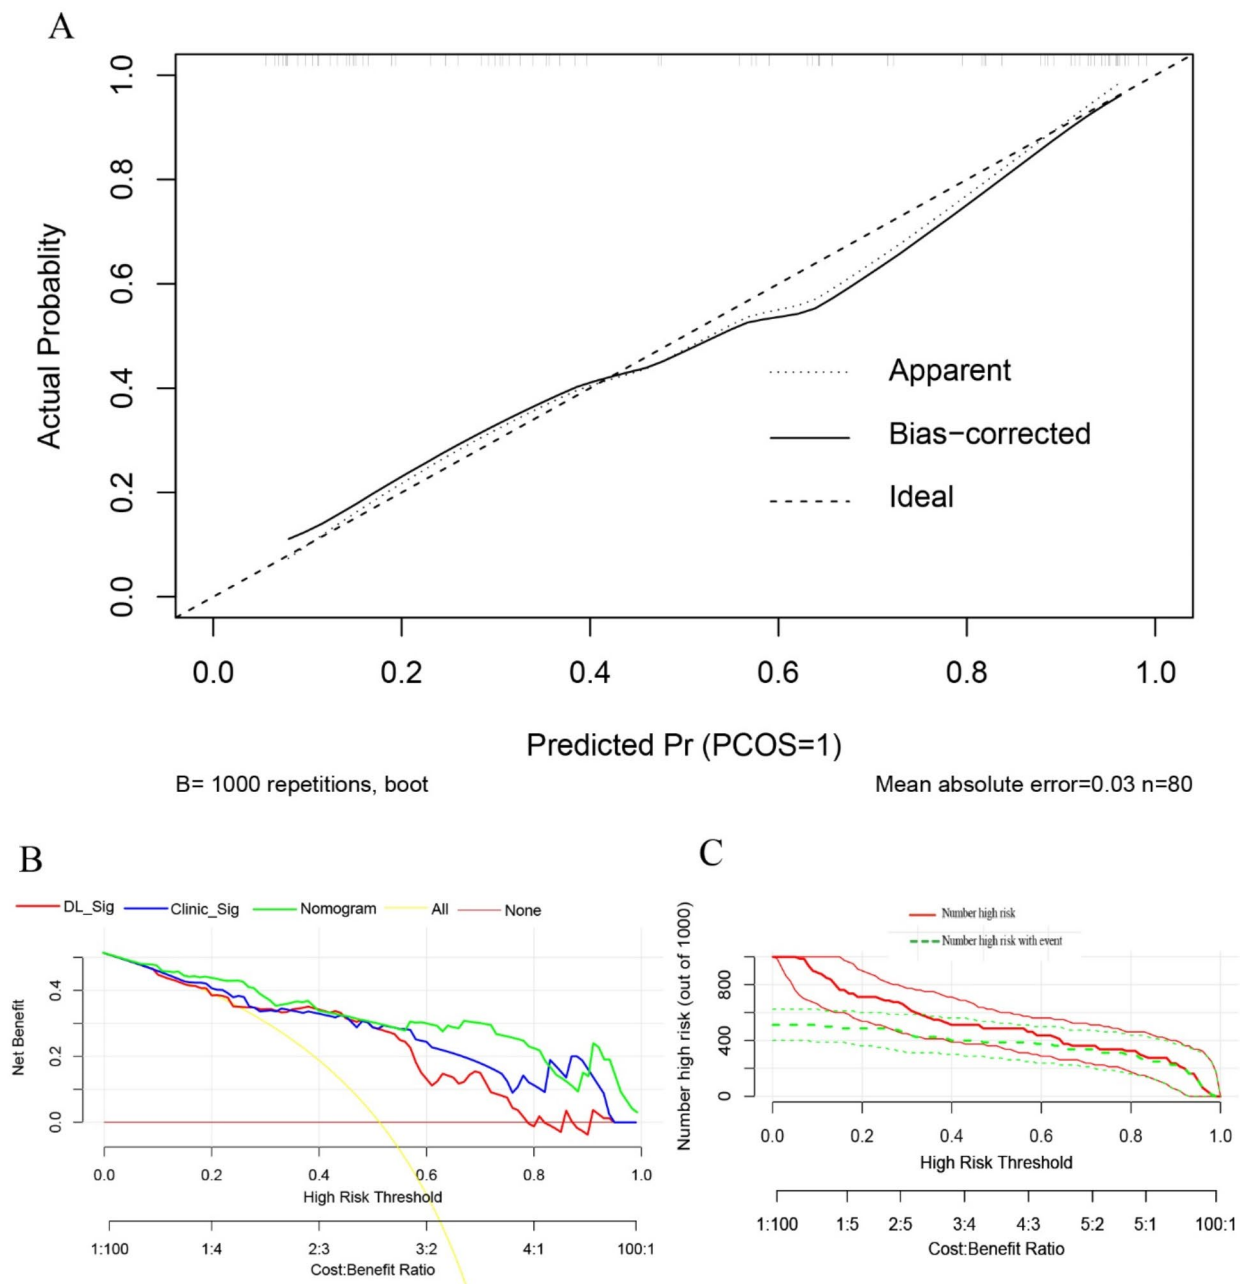 A
Actual Probablity
1.0
0.8
0.6
0.4
0.2
0.0
Apparent
Bias−corrected
Ideal
0.0 0.2 0.4 0.6 0.8 1.0
Predicted Pr (PCOS=1)
B= 1000 repetitions, boot
Mean absolute error=0.03 n=80
B
DL_Sig Clinic_Sig Nomogram All None
Net Benefit
0.4
0.2
0.0
0.0 0.2 0.4 0.6 0.8 1.0
High Risk Threshold
1:100 1:4 2:3 3:2 4:1 100:1
Cost:Benefit Ratio
C
Number high risk
Number high risk with event
Number high risk (out of 1000)
800
400
0
0.0 0.2 0.4 0.6 0.8 1.0
High Risk Threshold
1:100 1:5 2:5 3:4 4:3 5:2 5:1 100:1
Cost:Benefit Ratio